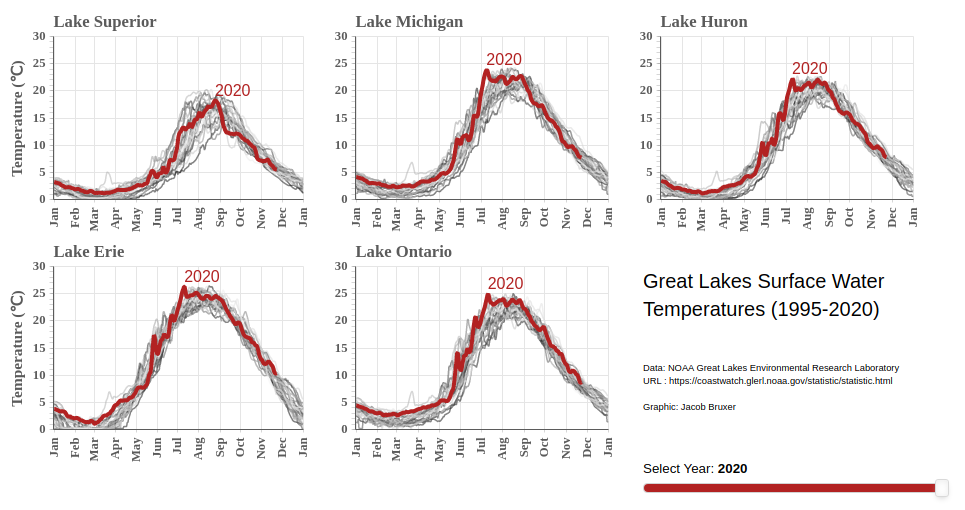 Lake Superior
Temperature (℃)
30
25
20
15
10
5
0
2020
Jan Feb Mar Apr May Jun Jul Aug Sep Oct Nov Dec Jan
Lake Michigan
30
25
20
15
10
5
0
2020
Jan Feb Mar Apr May Jun Jul Aug Sep Oct Nov Dec Jan
Lake Huron
30
25
20
15
10
5
0
2020
Jan Feb Mar Apr May Jun Jul Aug Sep Oct Nov Dec Jan
Lake Erie
Temperature (℃)
30
25
20
15
10
5
0
2020
Jan Feb Mar Apr May Jun Jul Aug Sep Oct Nov Dec Jan
Lake Ontario
30
25
20
15
10
5
0
2020
Jan Feb Mar Apr May Jun Jul Aug Sep Oct Nov Dec Jan
Great Lakes Surface Water
Temperatures (1995-2020)
Data: NOAA Great Lakes Environmental Research Laboratory
URL : https://coastwatch.glerl.noaa.gov/statistic/statistic.html
Graphic: Jacob Bruxer
Select Year: 2020